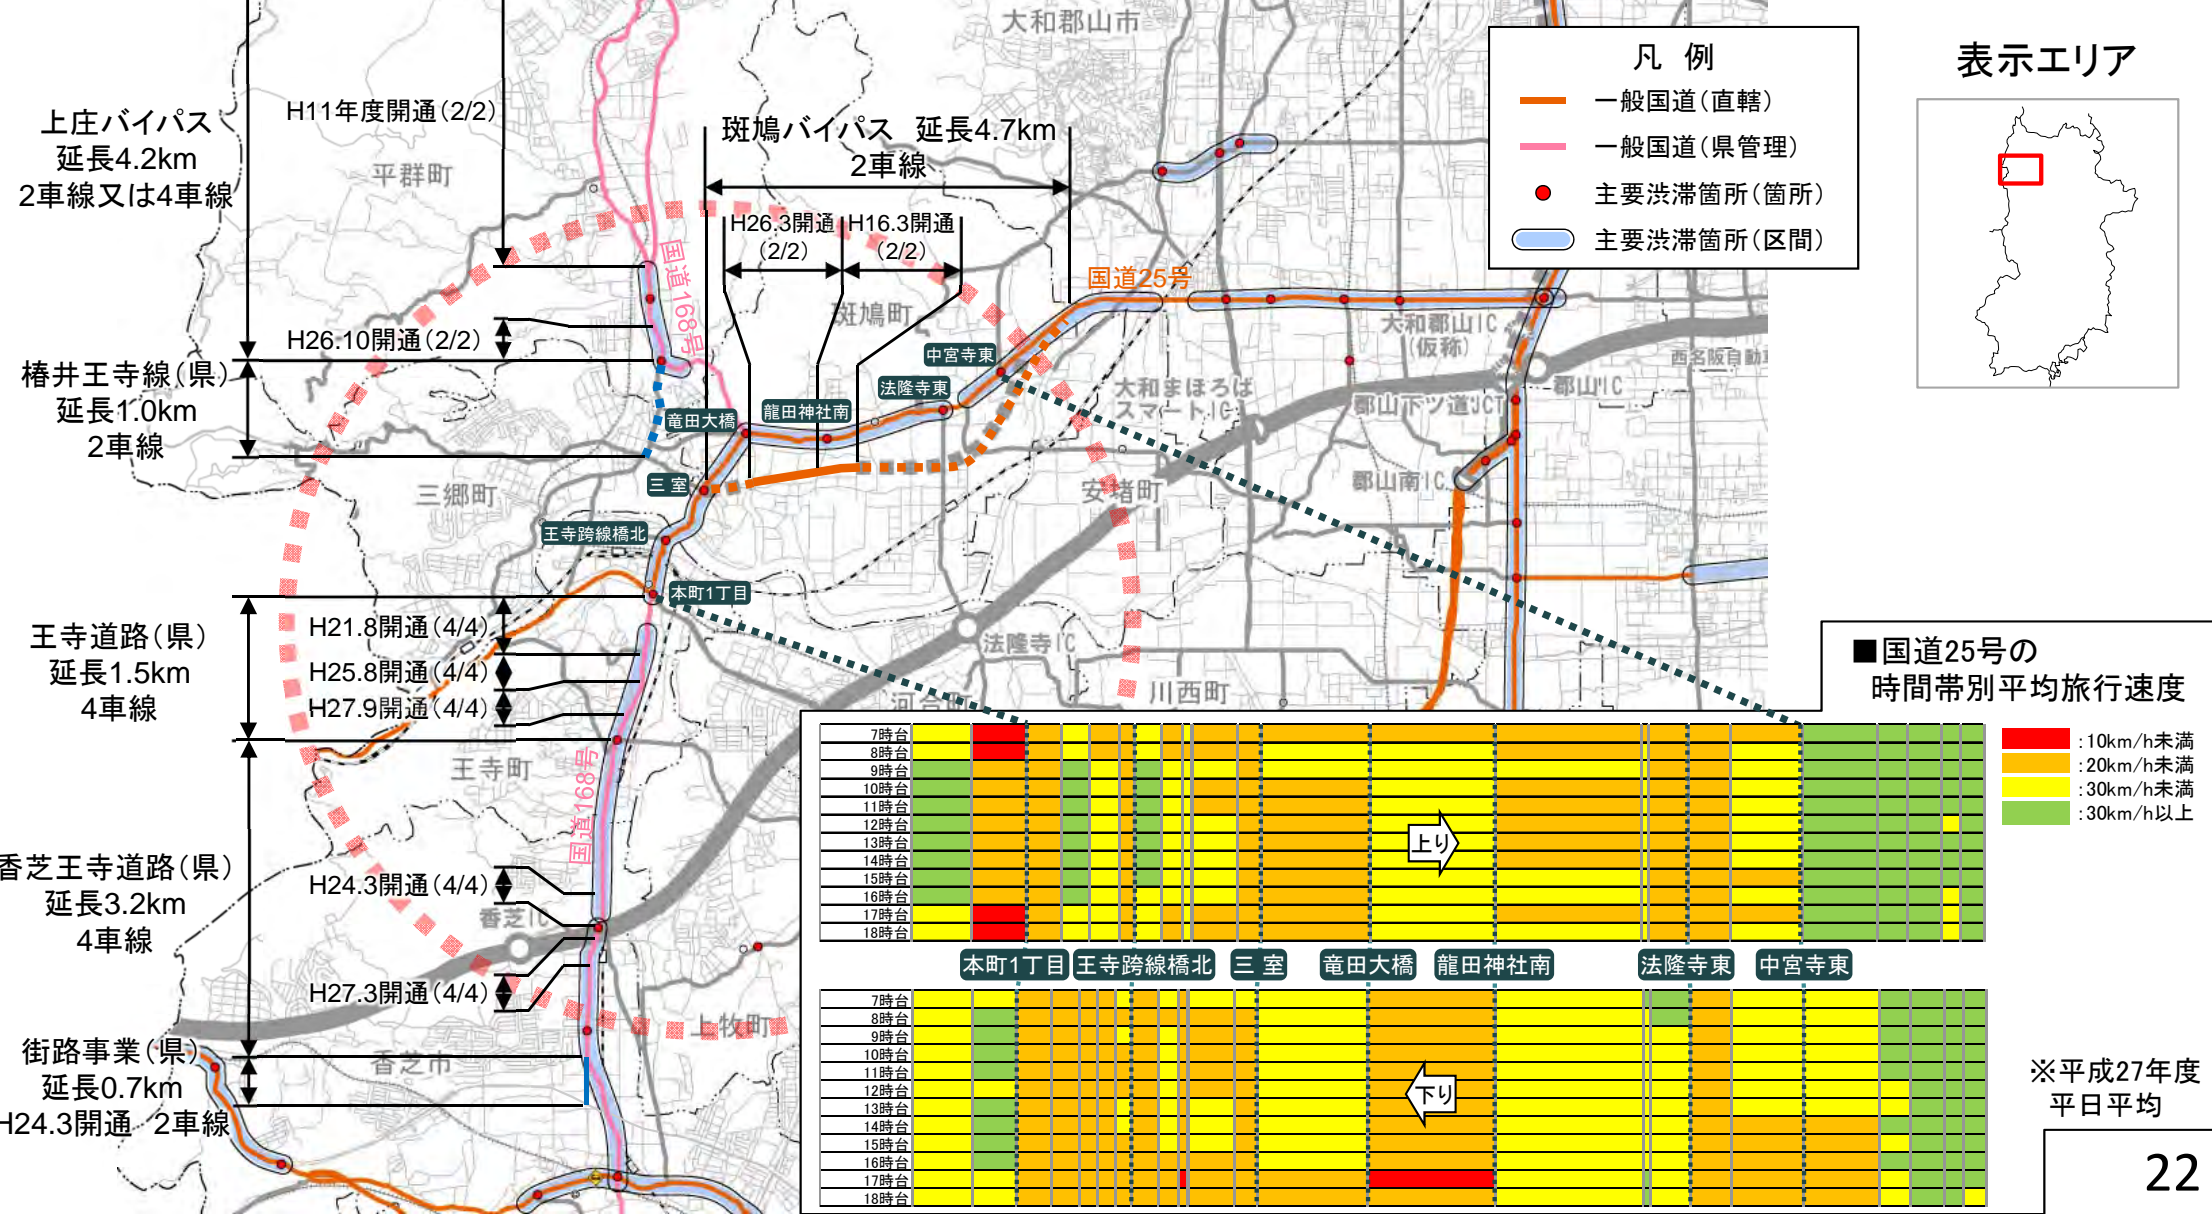 大和郡山市
凡 例
一般国道(直轄)
一般国道(県管理)
主要渋滞箇所(箇所)
主要渋滞箇所(区間)
表示エリア
上庄バイパス
延長4.2km
2車線又は4車線
H11年度開通(2/2)
平群町
斑鳩バイパス 延長4.7km
2車線
H26.3開通
(2/2)
H16.3開通
(2/2)
国道168号
国道25号
斑鳩町
H26.10開通(2/2)
椿井王寺線(県)
延長1.0km
2車線
中宮寺東
法隆寺東
龍田神社南
竜田大橋
三 室
王寺跨線橋北
本町1丁目
大和まほろば
スマートIC
大和郡山IC
(仮称)
西名阪自動車
郡山IC
郡山下ツ道JCT
郡山南IC
三郷町
安堵町
王寺道路(県)
延長1.5km
4車線
H21.8開通(4/4)
H25.8開通(4/4)
H27.9開通(4/4)
法隆寺IC
河合町
川西町
王寺町
国道168号
香芝王寺道路(県)
延長3.2km
4車線
H24.3開通(4/4)
香芝IC
H27.3開通(4/4)
上牧町
香芝市
街路事業(県)
延長0.7km
H24.3開通 2車線
■国道25号の
時間帯別平均旅行速度
:10km/h未満
:20km/h未満
:30km/h未満
:30km/h以上
7時台
8時台
9時台
10時台
11時台
12時台
13時台
14時台
15時台
16時台
17時台
18時台
上り
本町1丁目 王寺跨線橋北 三 室 竜田大橋 龍田神社南 法隆寺東 中宮寺東
7時台
8時台
9時台
10時台
11時台
12時台
13時台
14時台
15時台
16時台
17時台
18時台
下り
※平成27年度
平日平均
22